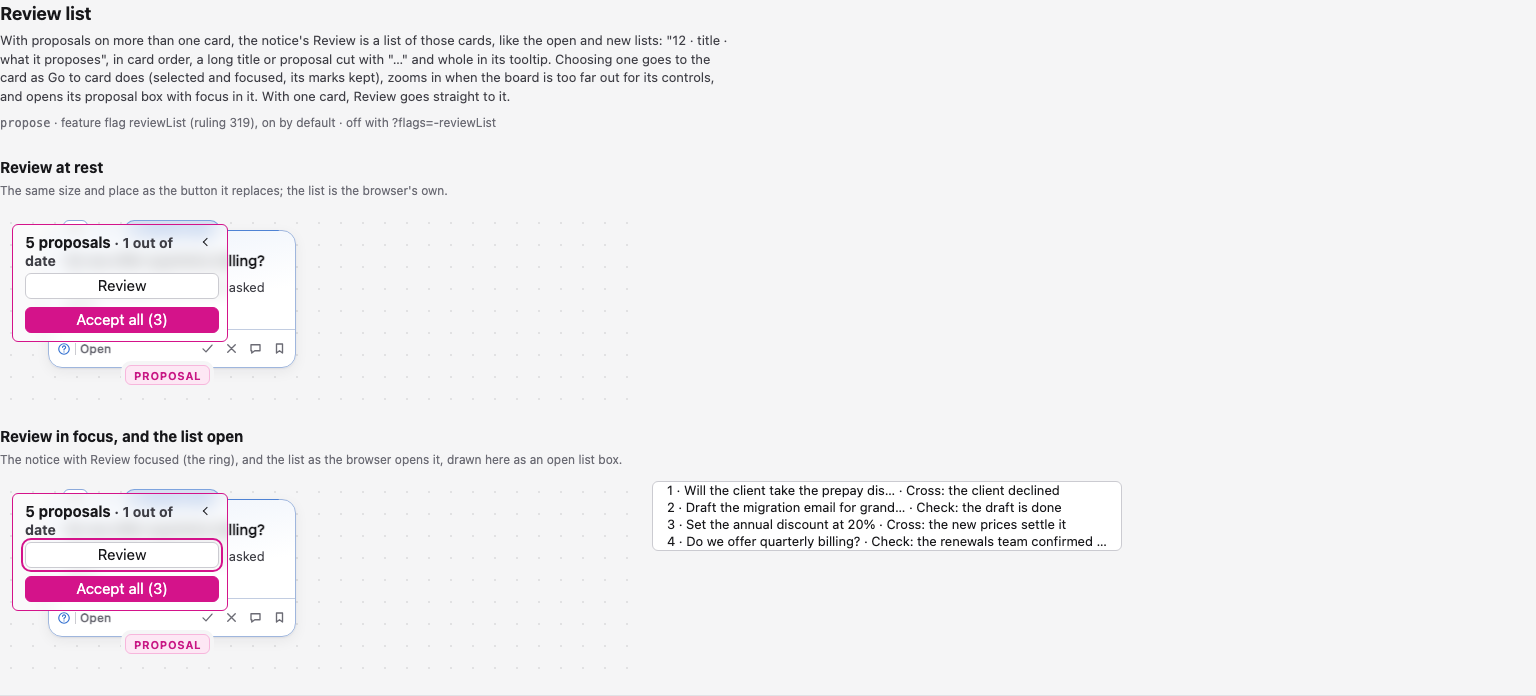 Review list
With proposals on more than one card, the notice's Review is a list of those cards, like the open and new lists: "12 · title ·
what it proposes", in card order, a long title or proposal cut with "…" and whole in its tooltip. Choosing one goes to the
card as Go to card does (selected and focused, its marks kept), zooms in when the board is too far out for its controls,
and opens its proposal box with focus in it. With one card, Review goes straight to it.
propose · feature flag reviewList (ruling 319), on by default · off with ?flags=-reviewList
Review at rest
The same size and place as the button it replaces; the list is the browser's own.
5 proposals · 1 out of
date
lling?
Review
asked
Accept all (3)
Open
PROPOSAL
Review in focus, and the list open
The notice with Review focused (the ring), and the list as the browser opens it, drawn here as an open list box.
5 proposals · 1 out of
date
lling?
Review
asked
Accept all (3)
Open
PROPOSAL
1 · Will the client take the prepay dis… · Cross: the client declined
2 · Draft the migration email for grand… · Check: the draft is done
3 · Set the annual discount at 20% · Cross: the new prices settle it
4 · Do we offer quarterly billing? · Check: the renewals team confirmed …